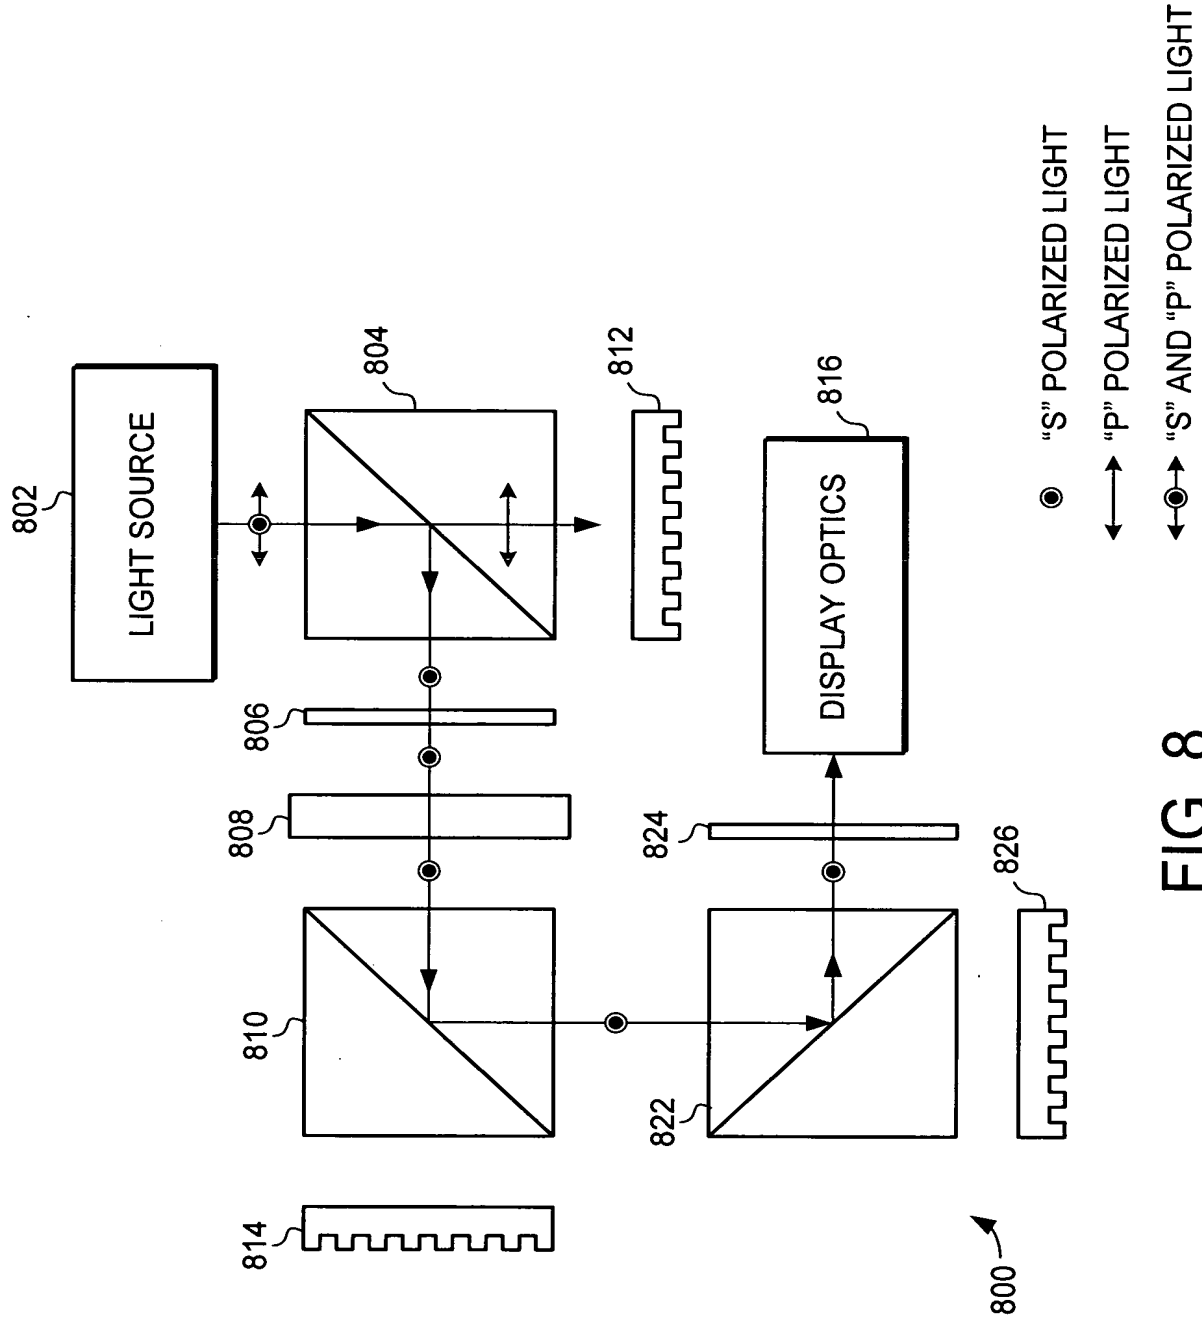 802
LIGHT SOURCE
804
812
806
808
810
814
816
DISPLAY OPTICS
824
822
826
800
"S" POLARIZED LIGHT
"P" POLARIZED LIGHT
"S" AND "P" POLARIZED LIGHT
FIG. 8